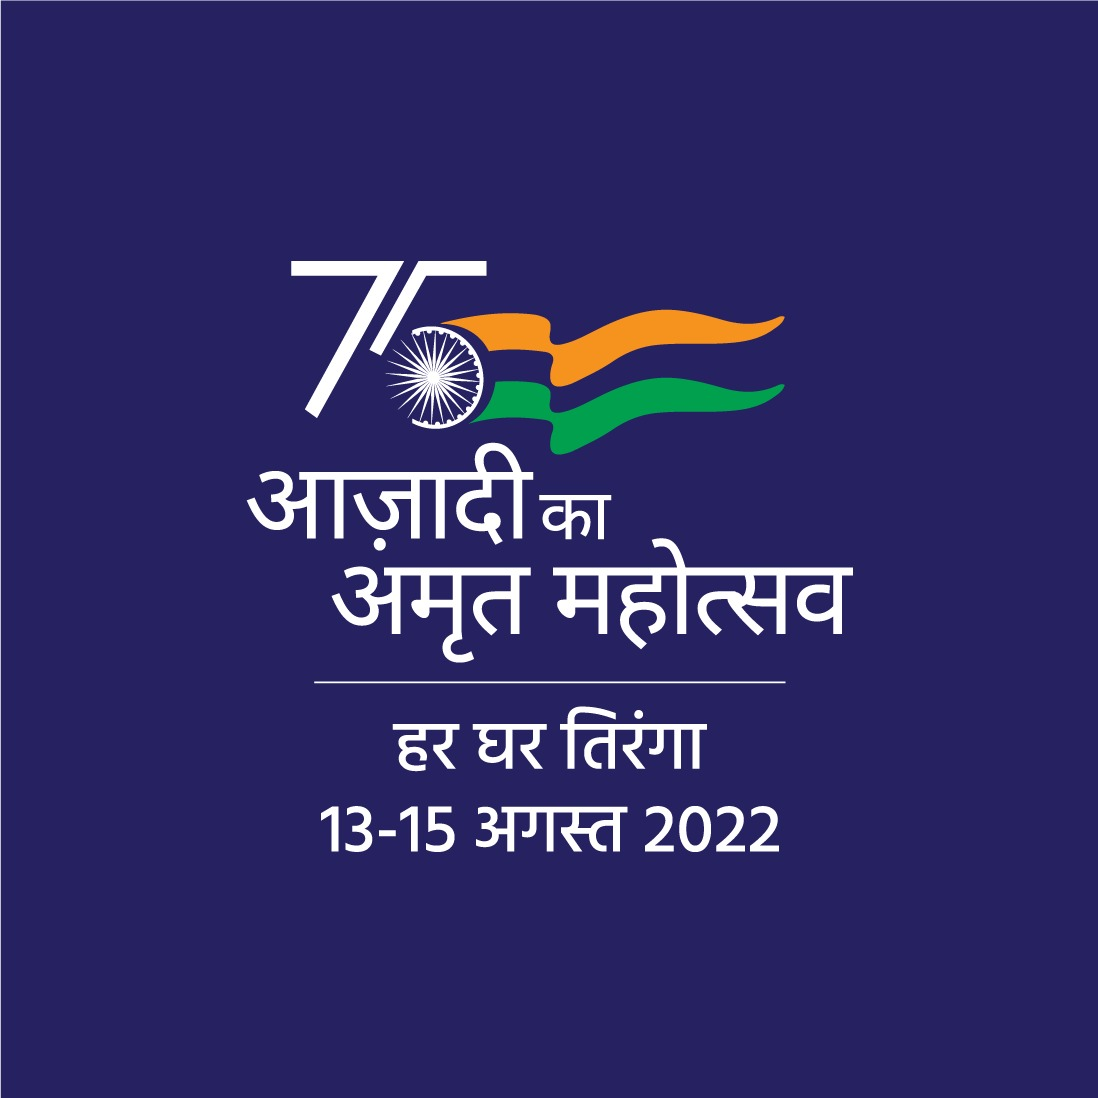 75
आज़ादी का
अमृत महोत्सव
हर घर तिरंगा
13-15 अगस्त 2022